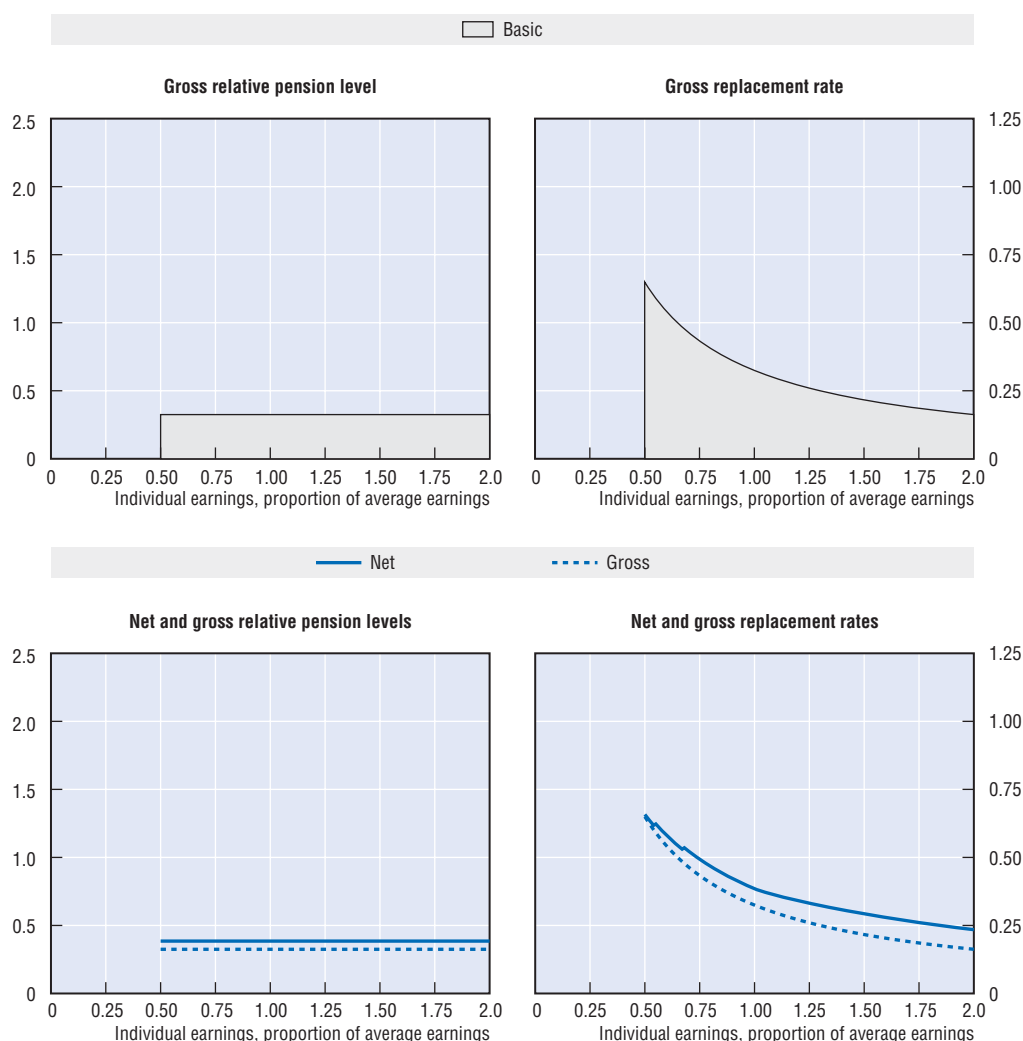 Basic
Gross relative pension level
Gross replacement rate
2.5
2.0
1.5
1.0
0.5
0
1.25
1.00
0.75
0.50
0.25
0
0 0.25 0.50 0.75 1.00 1.25 1.50 1.75 2.0
Individual earnings, proportion of average earnings
0 0.25 0.50 0.75 1.00 1.25 1.50 1.75 2.0
Individual earnings, proportion of average earnings
Net Gross
Net and gross relative pension levels
Net and gross replacement rates
2.5
2.0
1.5
1.0
0.5
0
1.25
1.00
0.75
0.50
0.25
0
0 0.25 0.50 0.75 1.00 1.25 1.50 1.75 2.0
Individual earnings, proportion of average earnings
0 0.25 0.50 0.75 1.00 1.25 1.50 1.75 2.0
Individual earnings, proportion of average earnings